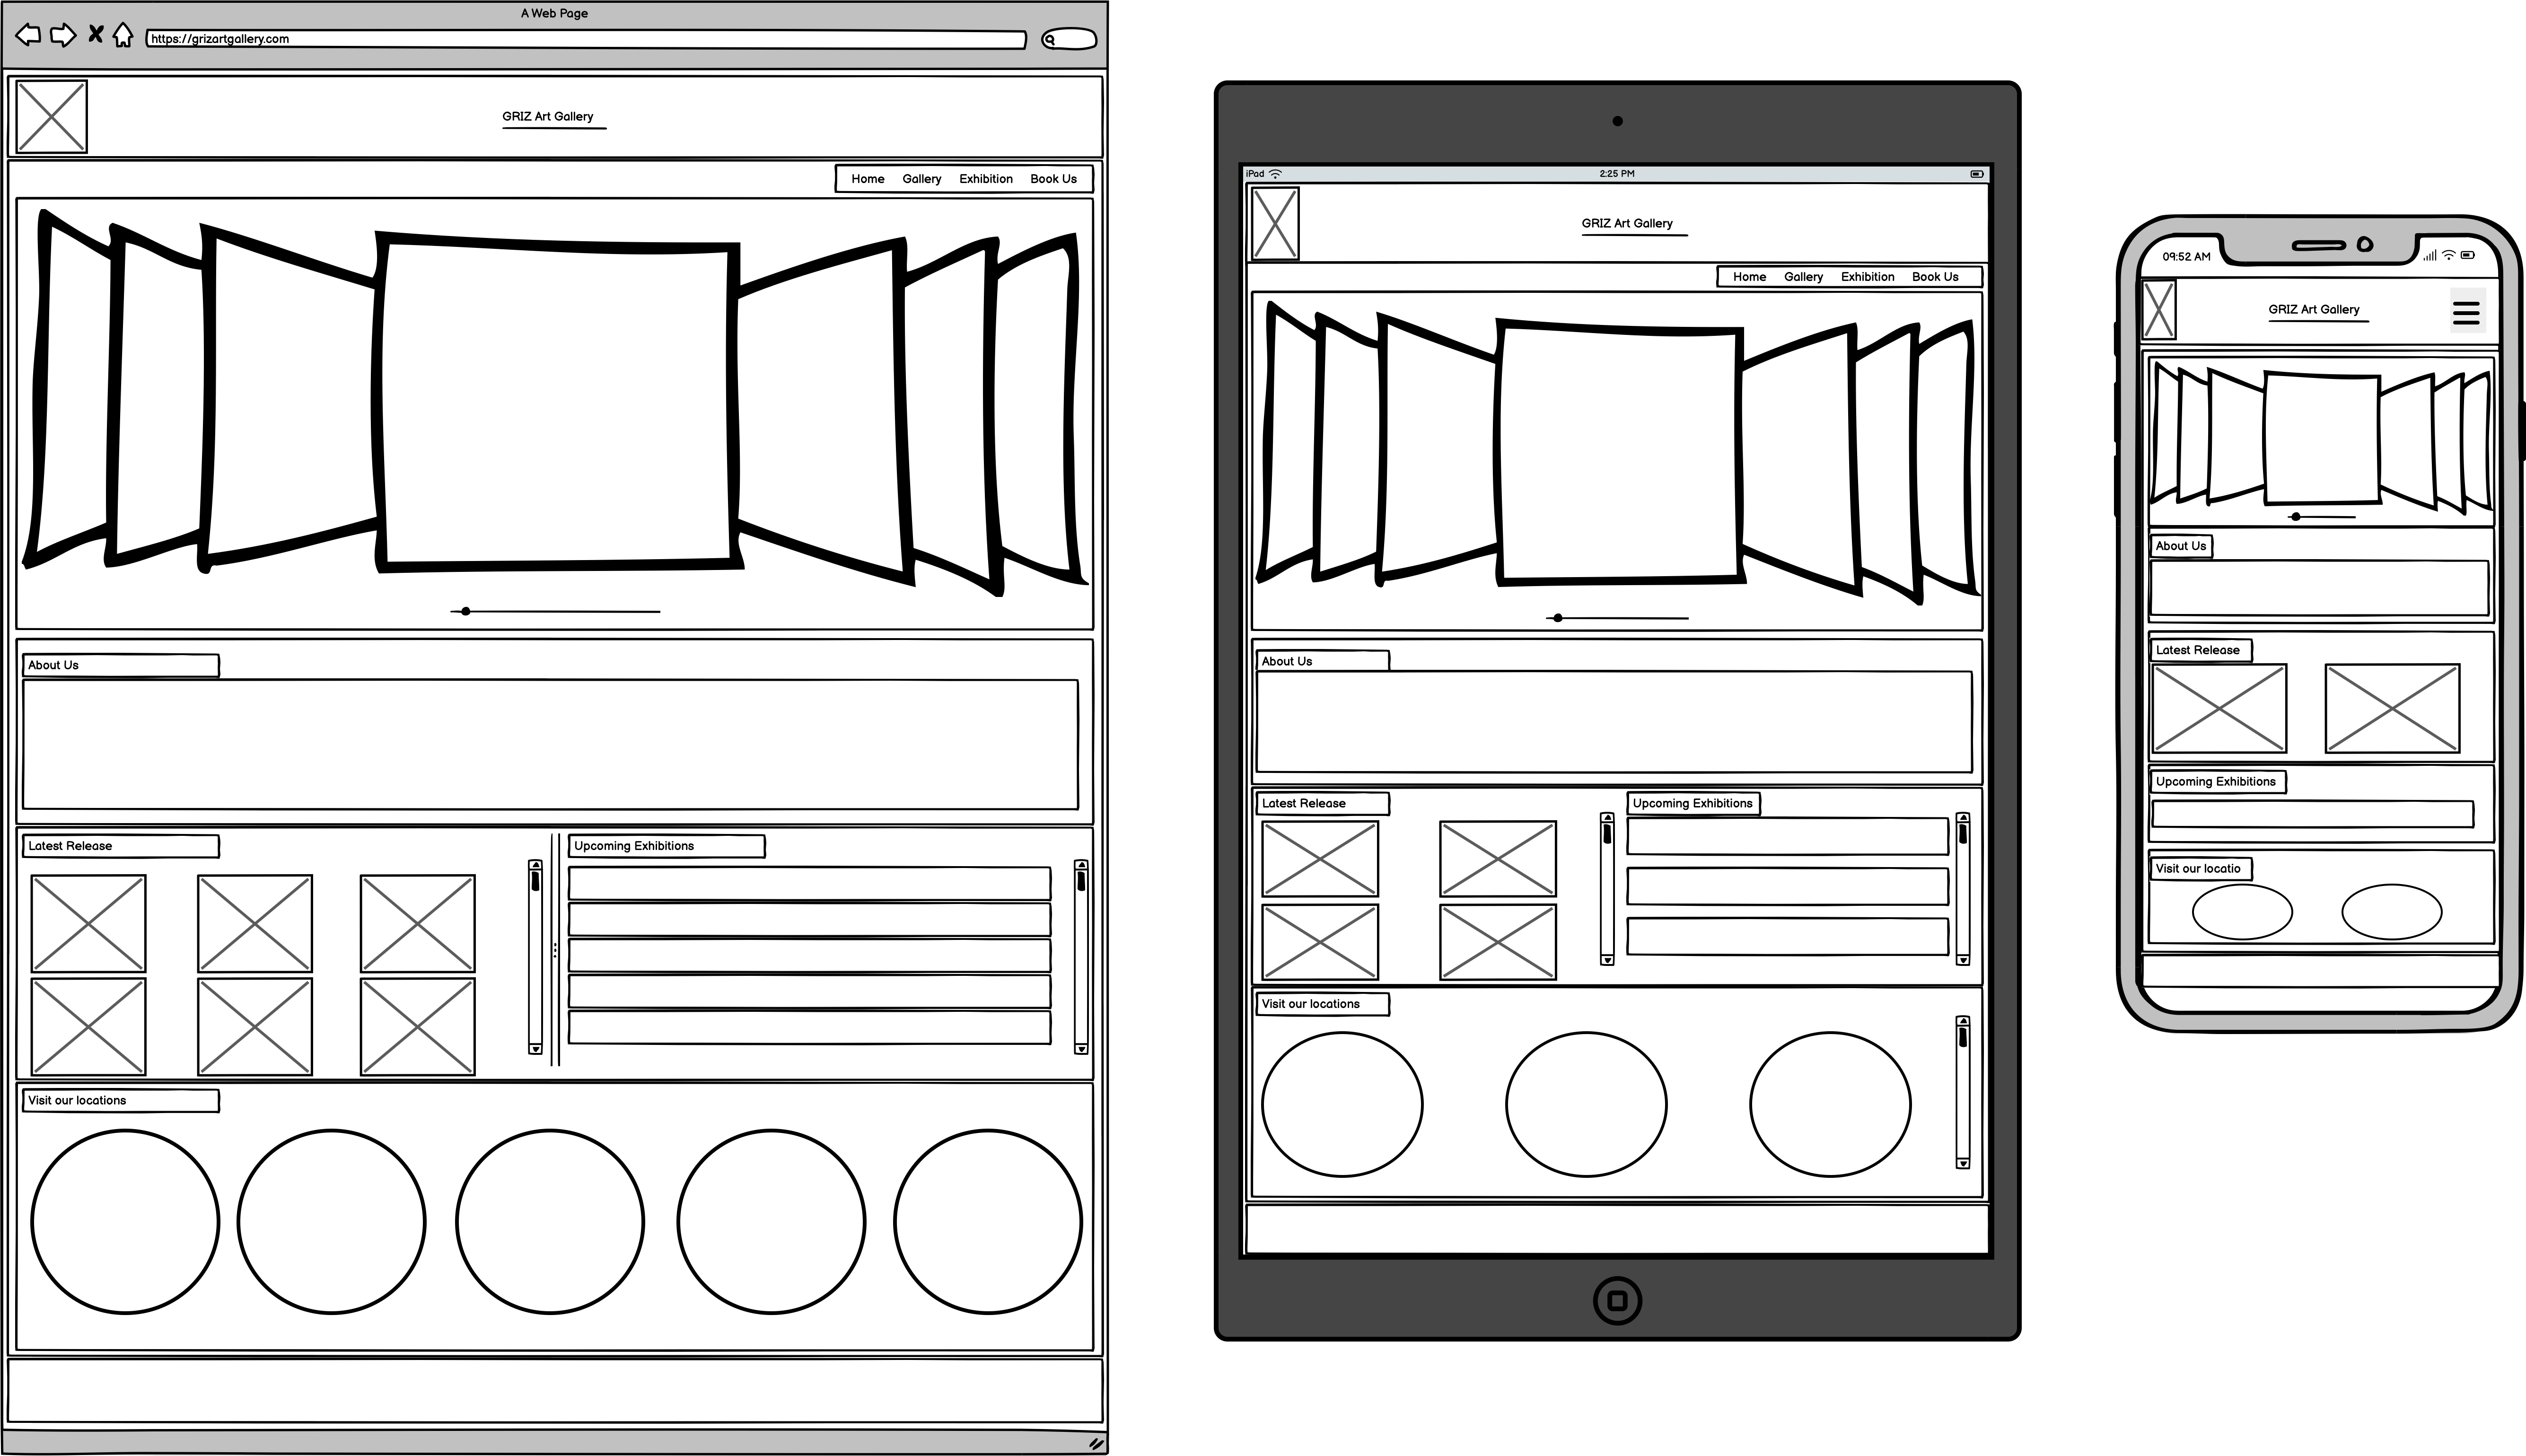 A Web Page
https://grizartgallery.com
GRIZ Art Gallery
Home Gallery Exhibition Book Us
About Us
Latest Release
Upcoming Exhibitions
Visit our locations
iPad 2:25 PM
GRIZ Art Gallery
Home Gallery Exhibition Book Us
About Us
Latest Release
Upcoming Exhibitions
Visit our locations
09:52 AM
GRIZ Art Gallery
About Us
Latest Release
Upcoming Exhibitions
Visit our locatio